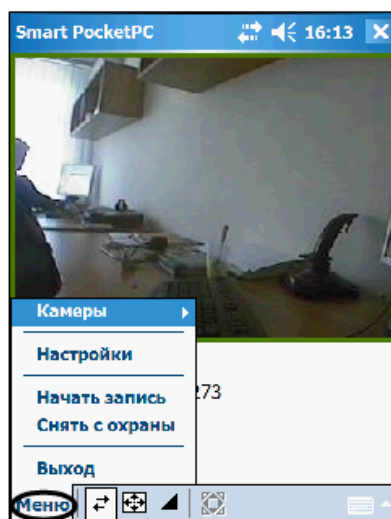 Smart PocketPC 16:13
Камеры
Настройки
273
Начать запись
Снять с охраны
Выход
Меню